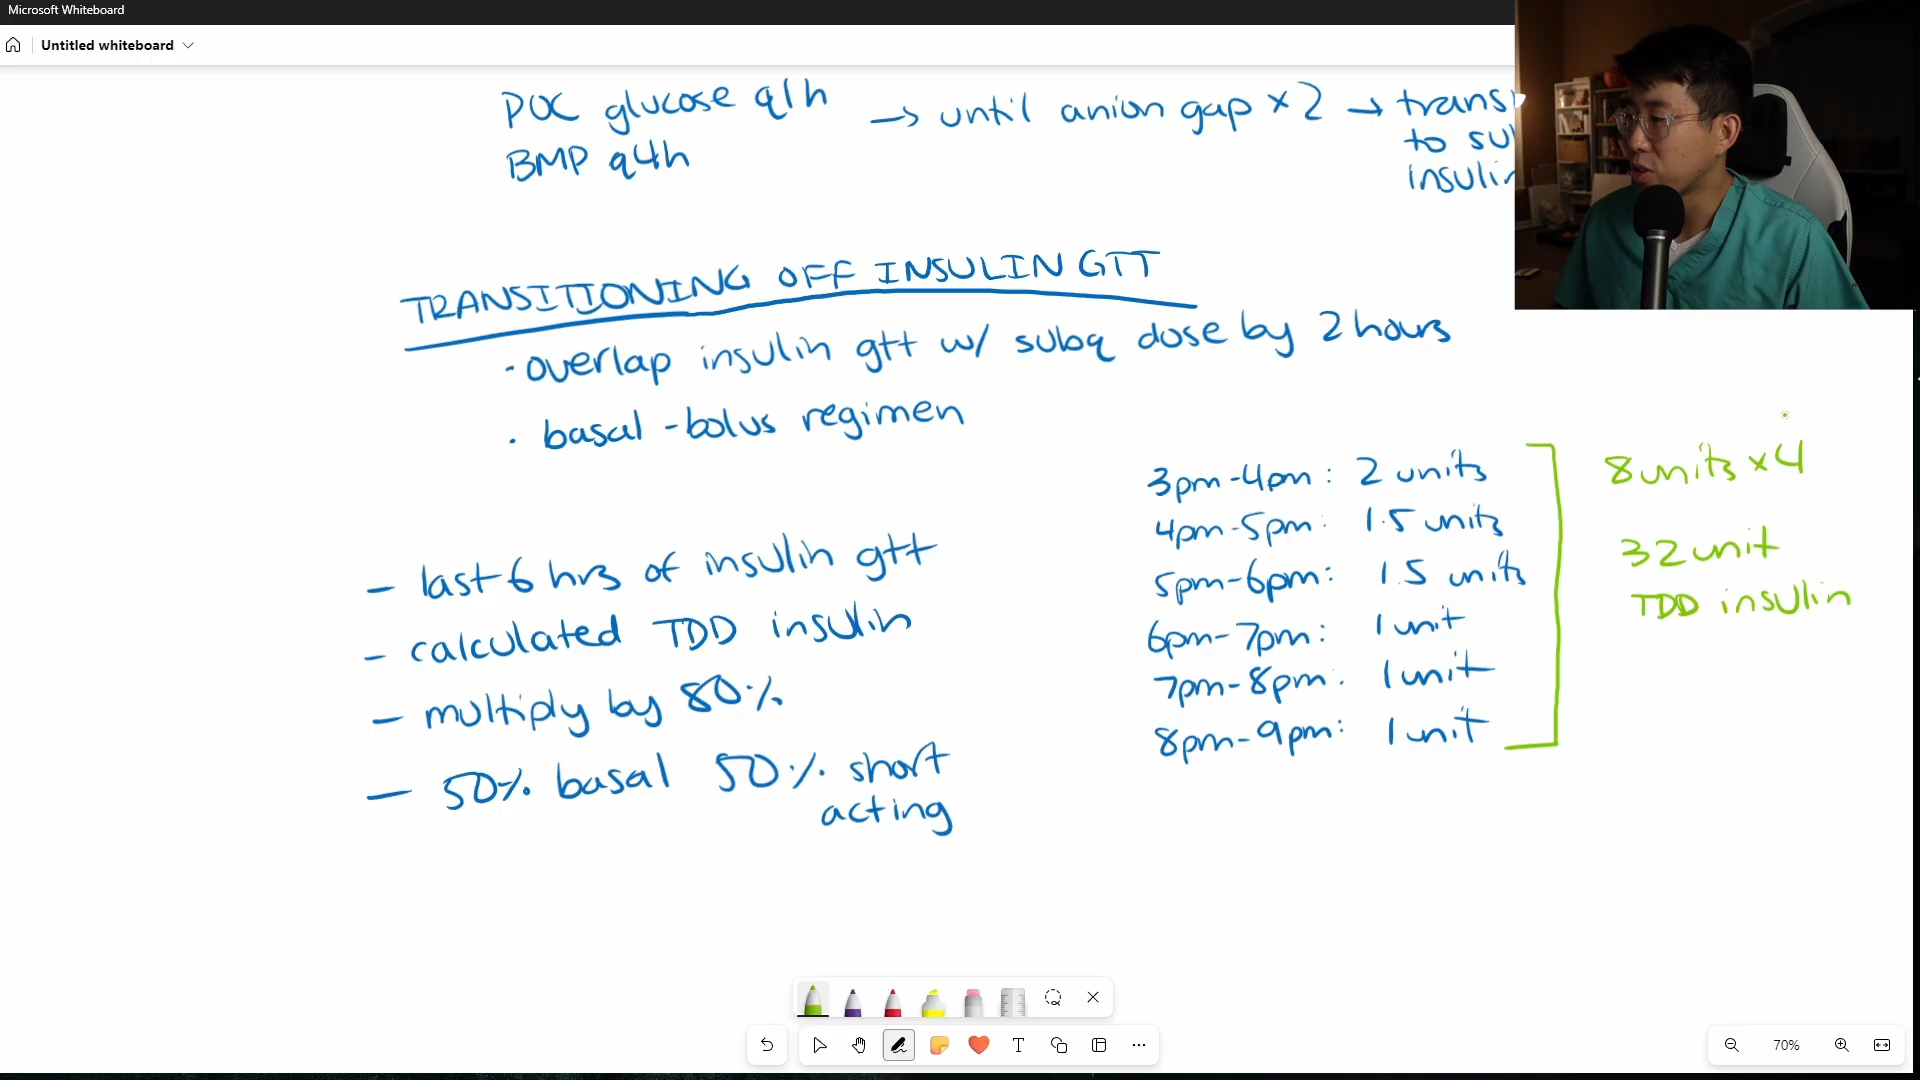 Microsoft Whiteboard
Untitled whiteboard
POC glucose q1h → until anion gap x2 → trans
BMP q4h
to su
insulin
TRANSITIONING OFF INSULIN GTT
· overlap insulin gtt w/ subq dose by 2 hours
· basal-bolus regimen
- last 6 hrs of insulin gtt
- calculated TDD insulin
- multiply by 80%
- 50% basal 50% short
acting
3pm-4pm: 2 units
4pm-5pm: 1.5 units
5pm-6pm: 1.5 units
6pm-7pm: 1 unit
7pm-8pm: 1 unit
8pm-9pm: 1 unit
8 units x4
32 unit
TDD insulin
70%